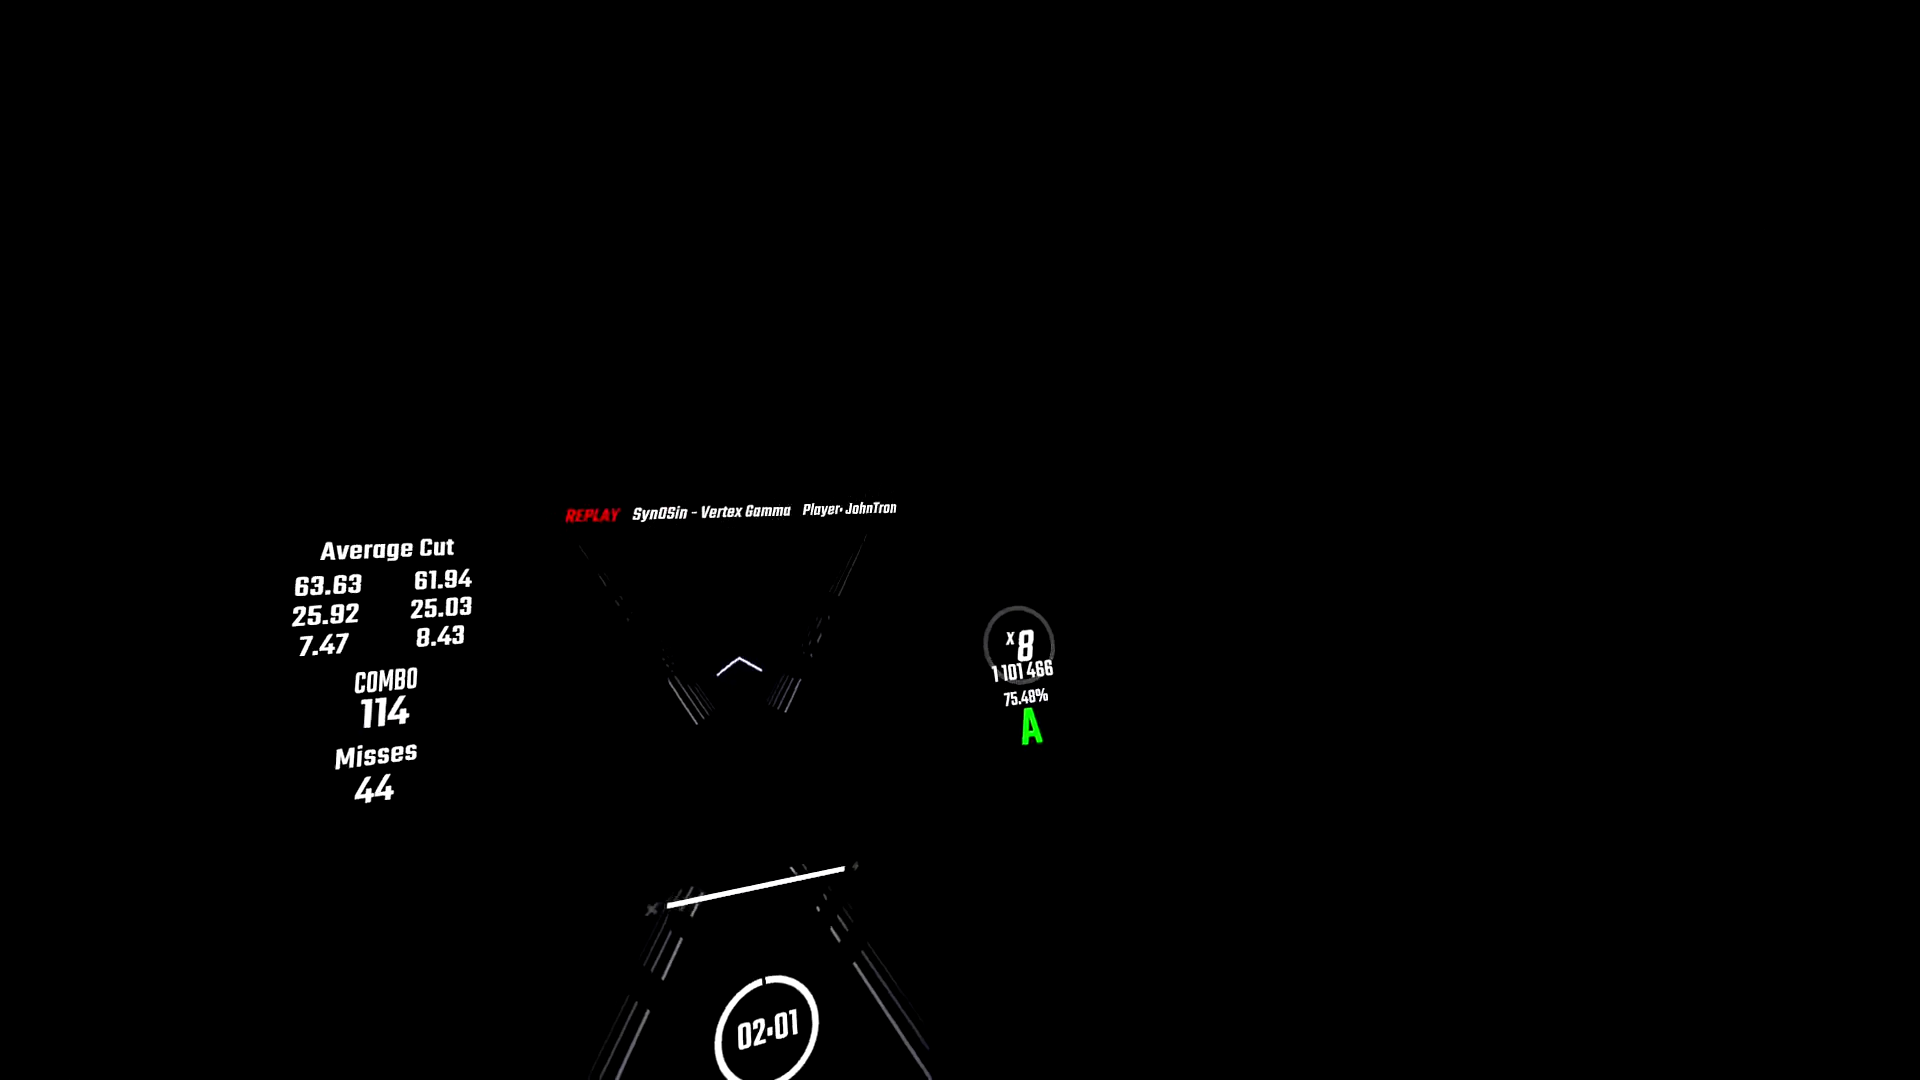 REPLAY SynOSin - Vertex Gamma Player: JohnTron
Average Cut
63.63 61.94
25.92 25.03
7.47 8.43
COMBO
114
Misses
44
x8
1 101 466
75.48%
A
02:01